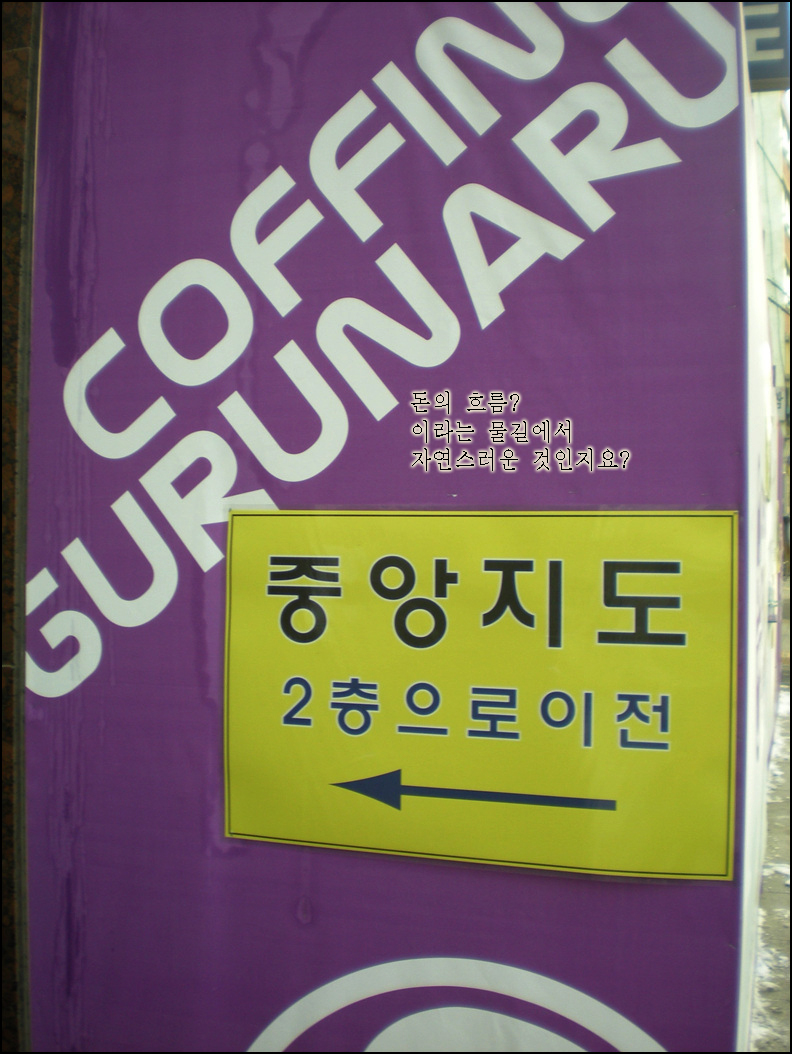 COFFING
GURUNARU
돈의 흐름?
이라는 물길에서
자연스러운 것인지요?
중앙지도
2층으로이전